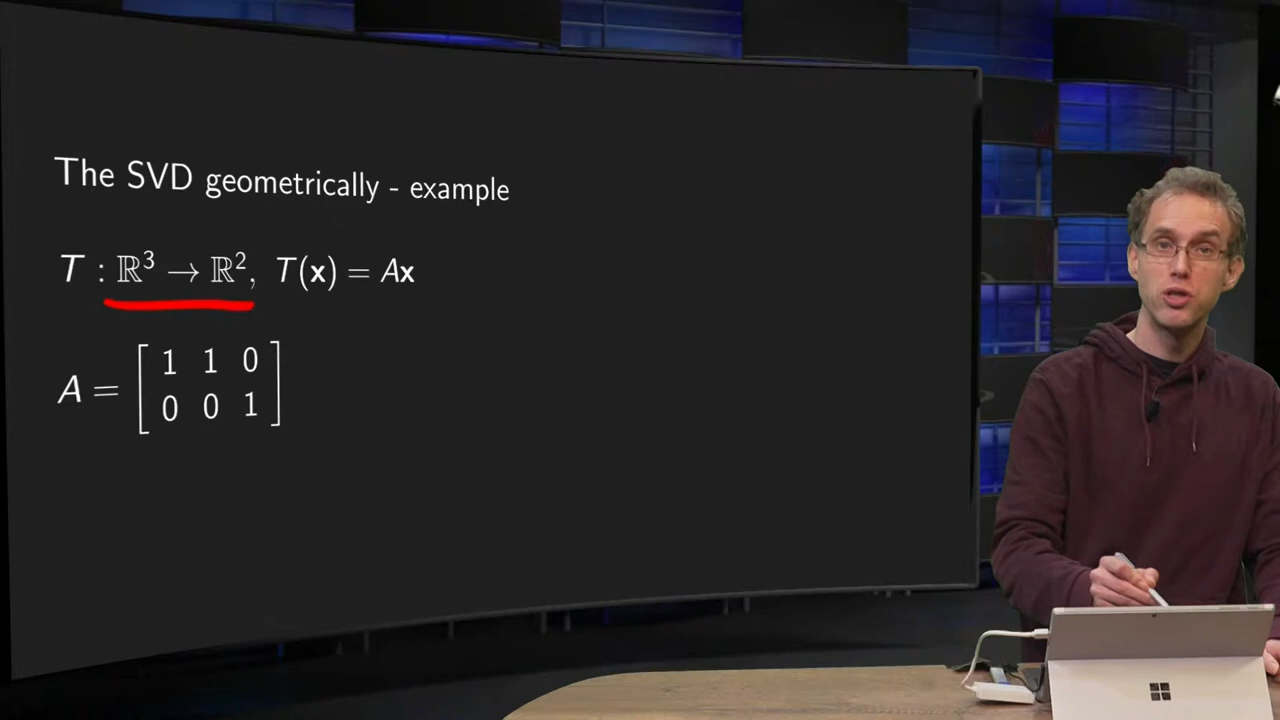 The SVD geometrically - example
T : ℝ³ → ℝ², T(x) = Ax
A = [ 1 1 0
0 0 1 ]